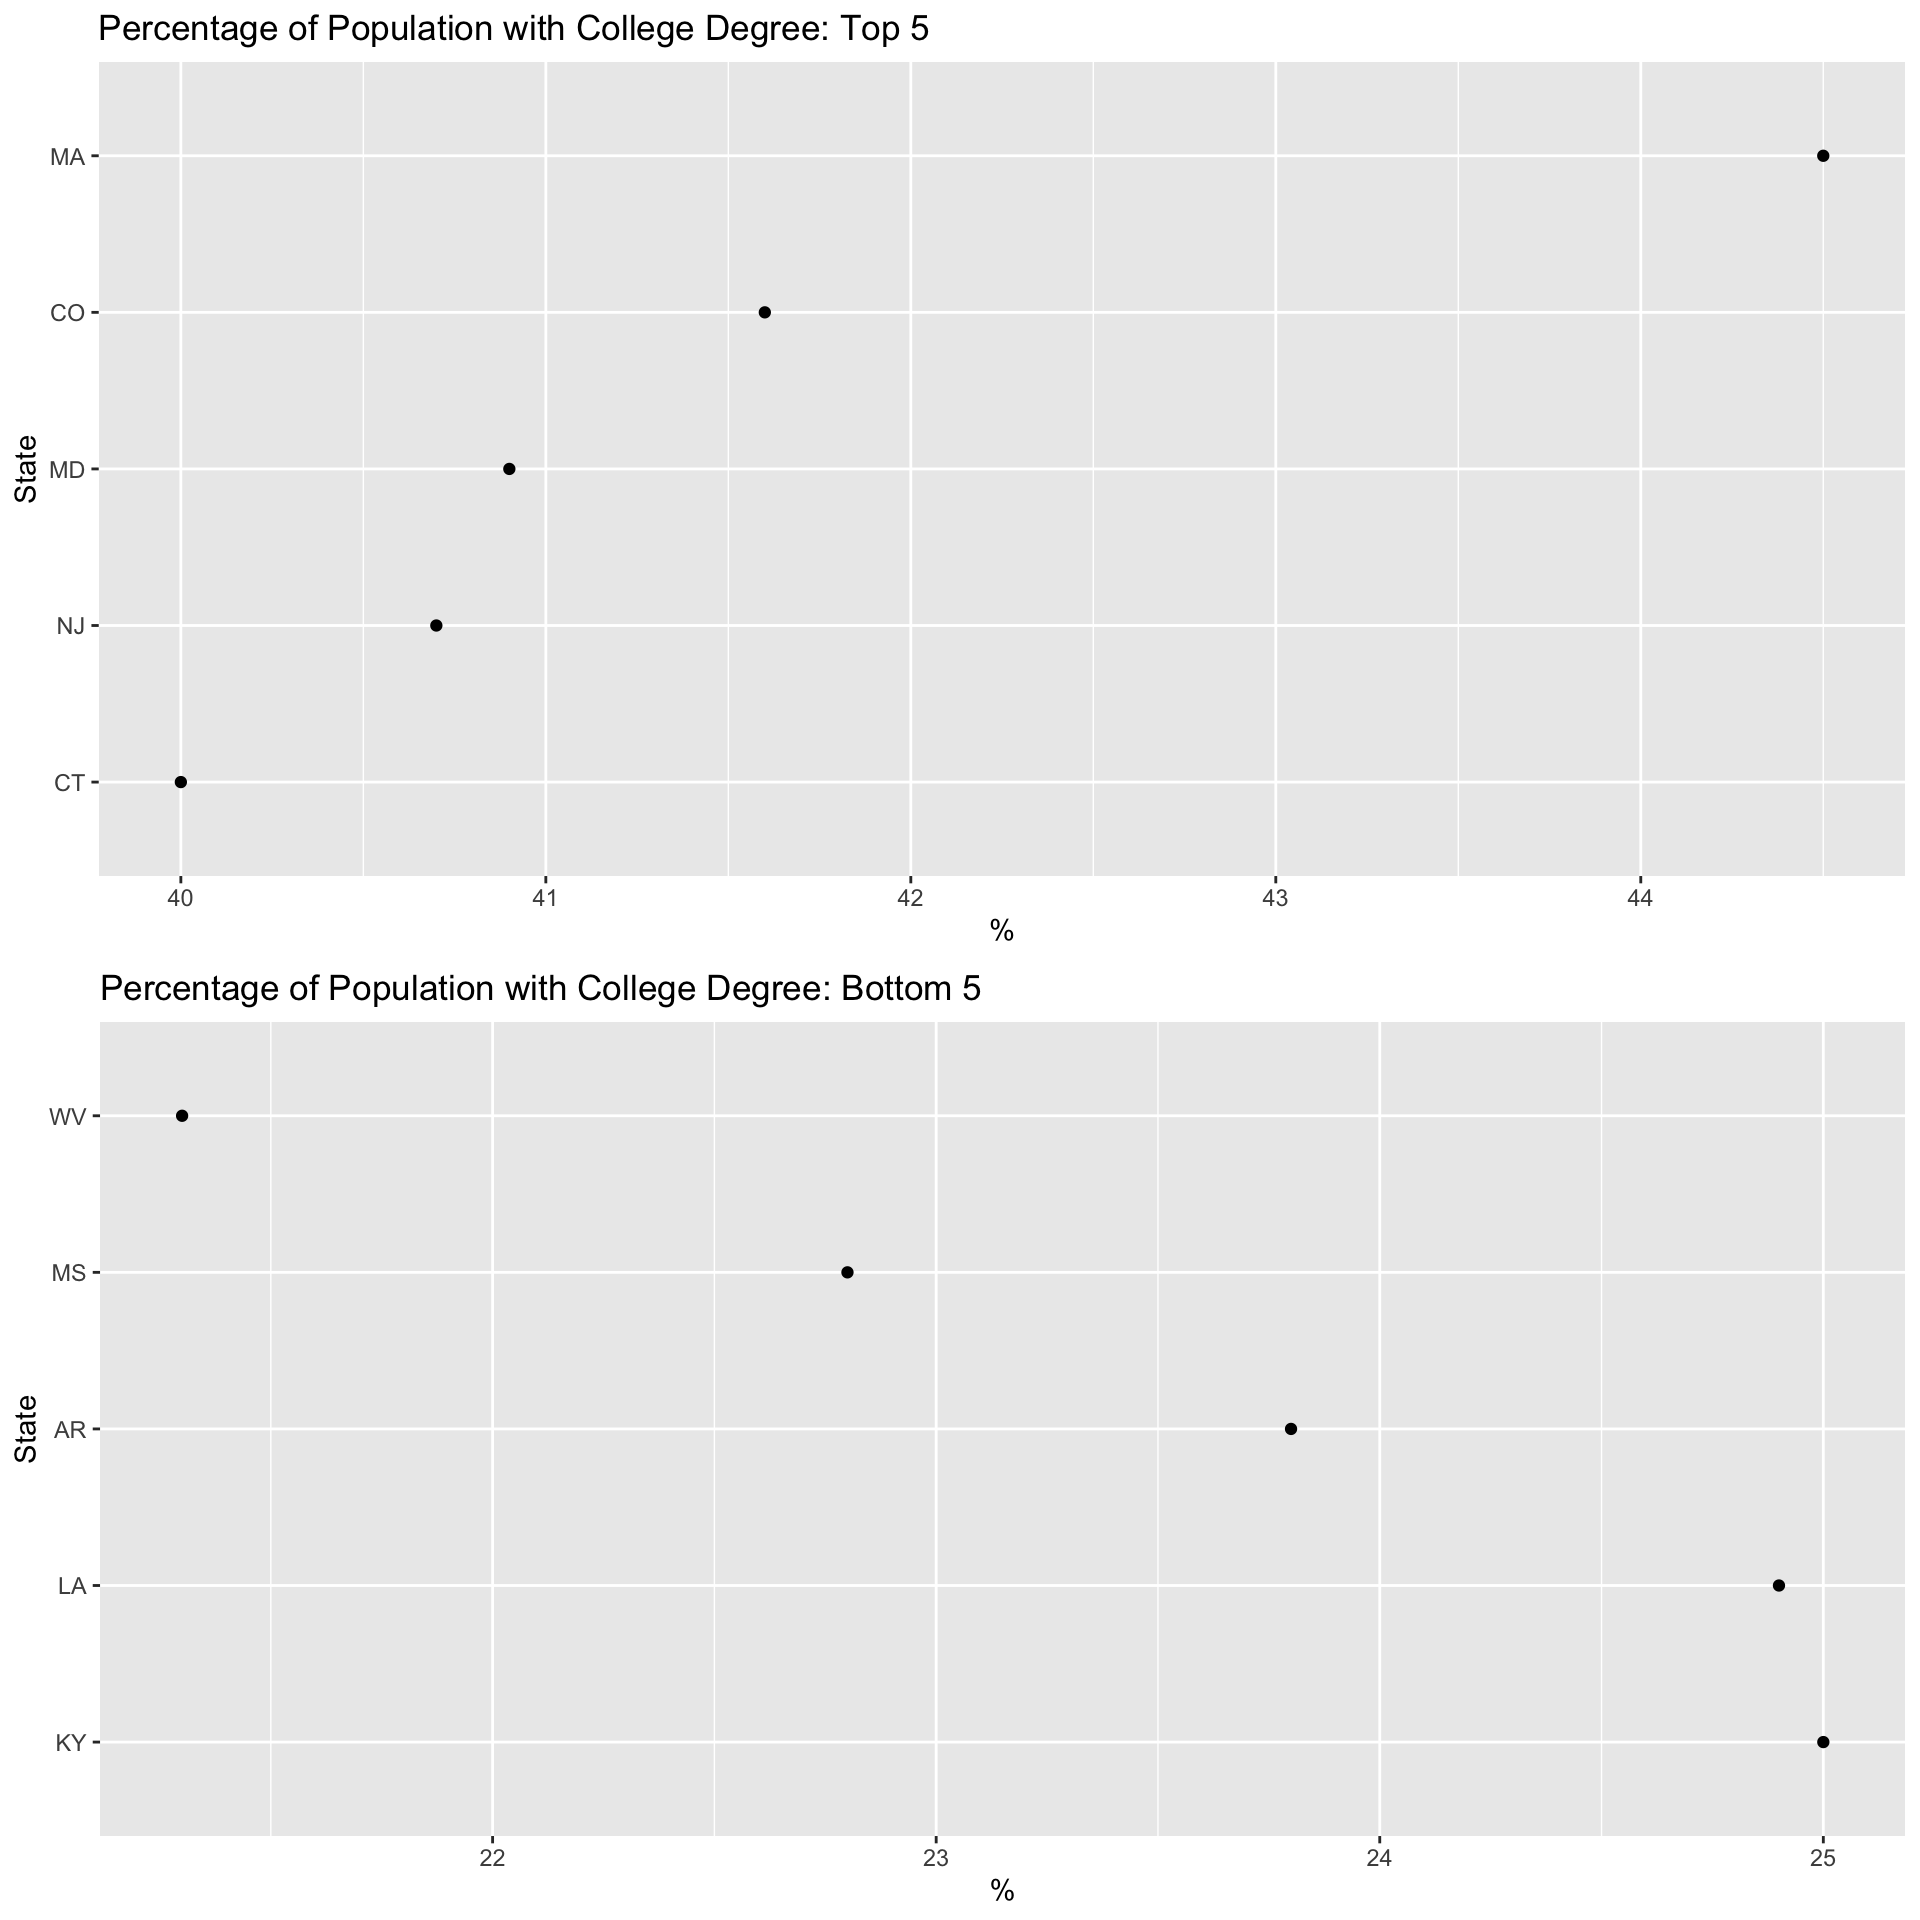 Percentage of Population with College Degree: Top 5
State
MA
CO
MD
NJ
CT
40 41 42 43 44
%
Percentage of Population with College Degree: Bottom 5
State
WV
MS
AR
LA
KY
22 23 24 25
%